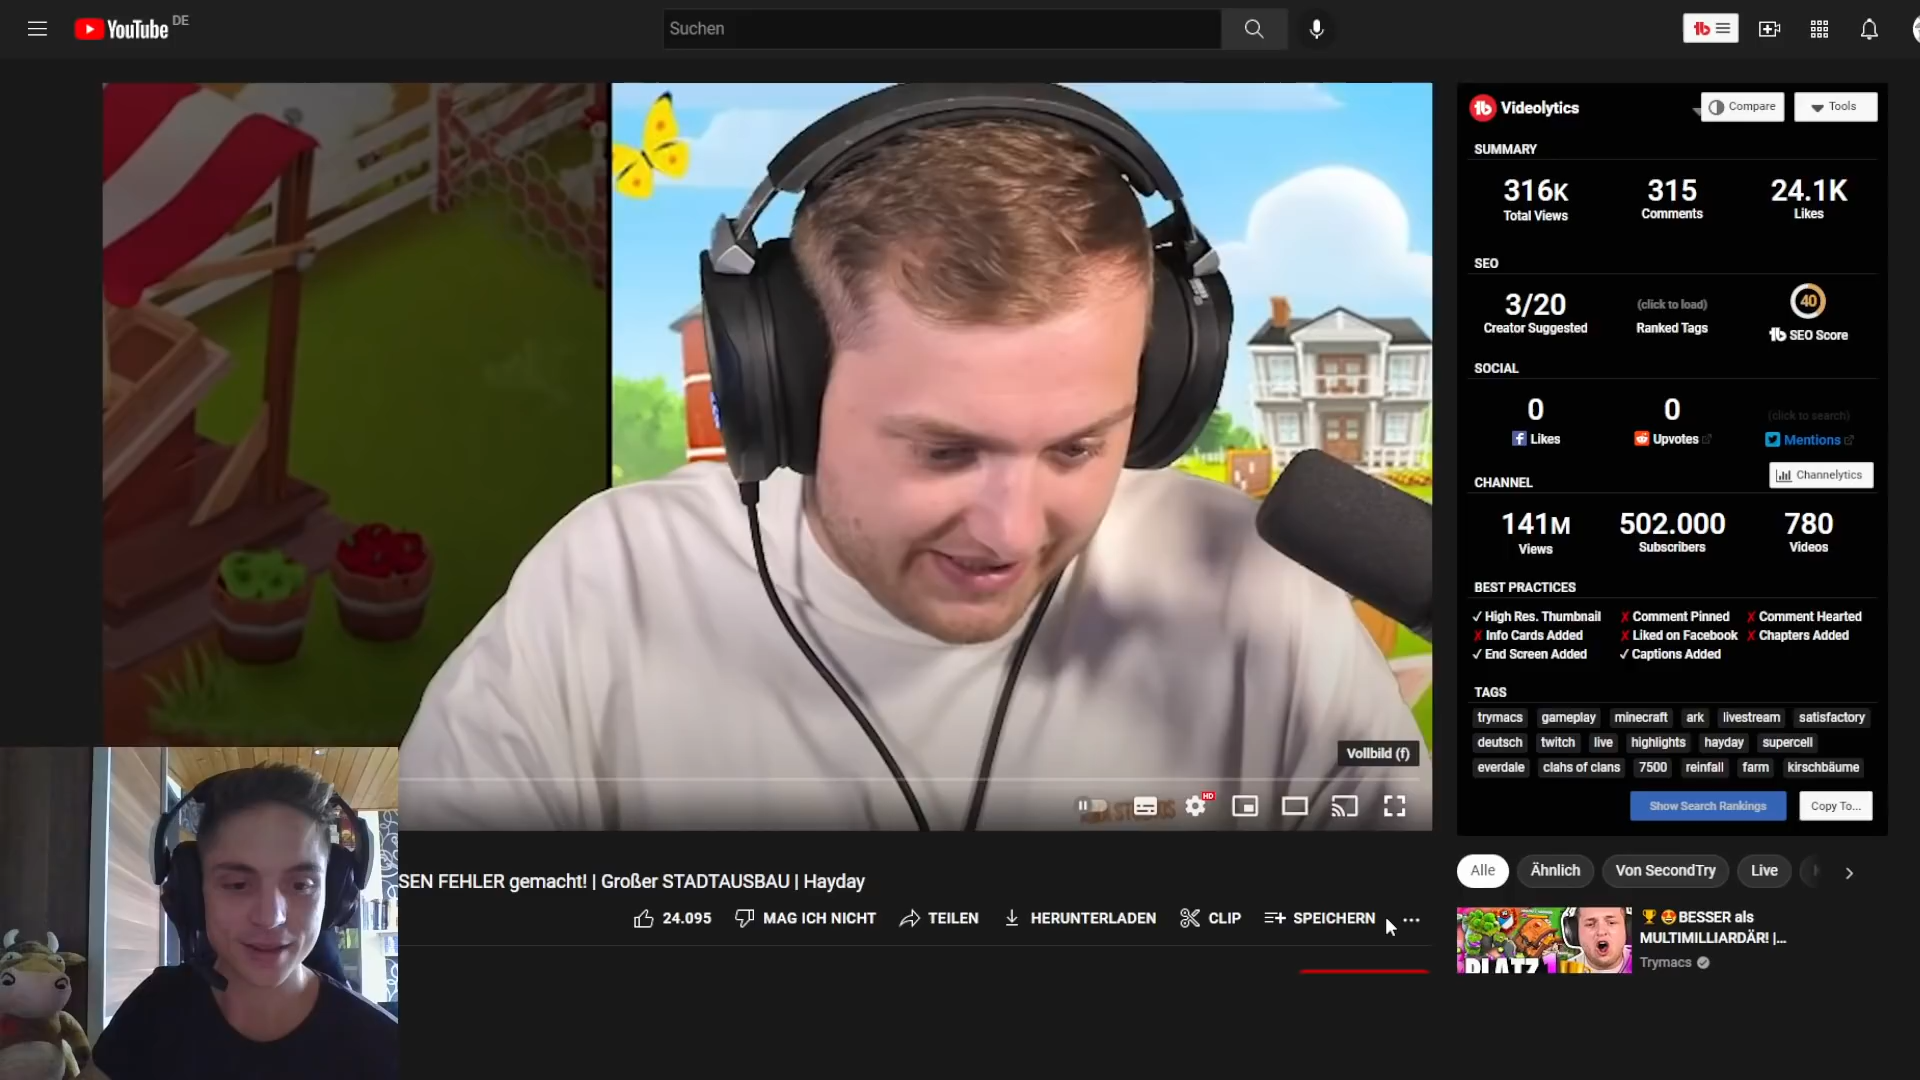 YouTube DE
Suchen
Videolytics
Compare
Tools
SUMMARY
316K
Total Views
315
Comments
24.1K
Likes
SEO
3/20
Creator Suggested
(click to load)
Ranked Tags
40
SEO Score
SOCIAL
0
Likes
0
Upvotes
(click to search)
Mentions
CHANNEL
Channelytics
141M
Views
502.000
Subscribers
780
Videos
BEST PRACTICES
✓ High Res. Thumbnail
✗ Comment Pinned
✗ Comment Hearted
✗ Info Cards Added
✗ Liked on Facebook
✗ Chapters Added
✓ End Screen Added
✓ Captions Added
TAGS
trymacs gameplay minecraft ark livestream satisfactory
deutsch twitch live highlights hayday supercell
everdale clahs of clans 7500 reinfall farm kirschbäume
Show Search Rankings
Copy To...
Vollbild (f)
HD
SEN FEHLER gemacht! | Großer STADTAUSBAU | Hayday
24.095 MAG ICH NICHT TEILEN HERUNTERLADEN CLIP SPEICHERN ...
Alle Ähnlich Von SecondTry Live
PLATZ 1
🏆🤩BESSER als
MULTIMILLIARDÄR! |...
Trymacs